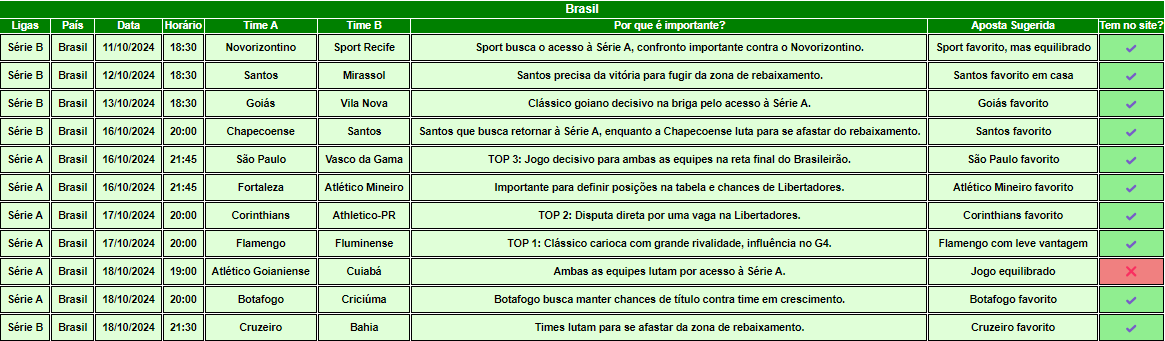 Brasil
Ligas País Data Horário Time A Time B Por que é importante? Aposta Sugerida Tem no site?
Série B Brasil 11/10/2024 18:30 Novorizontino Sport Recife Sport busca o acesso à Série A, confronto importante contra o Novorizontino. Sport favorito, mas equilibrado
Série B Brasil 12/10/2024 18:30 Santos Mirassol Santos precisa da vitória para fugir da zona de rebaixamento. Santos favorito em casa
Série B Brasil 13/10/2024 18:30 Goiás Vila Nova Clássico goiano decisivo na briga pelo acesso à Série A. Goiás favorito
Série B Brasil 16/10/2024 20:00 Chapecoense Santos Santos que busca retornar à Série A, enquanto a Chapecoense luta para se afastar do rebaixamento. Santos favorito
Série A Brasil 16/10/2024 21:45 São Paulo Vasco da Gama TOP 3: Jogo decisivo para ambas as equipes na reta final do Brasileirão. São Paulo favorito
Série A Brasil 16/10/2024 21:45 Fortaleza Atlético Mineiro Importante para definir posições na tabela e chances de Libertadores. Atlético Mineiro favorito
Série A Brasil 17/10/2024 20:00 Corinthians Athletico-PR TOP 2: Disputa direta por uma vaga na Libertadores. Corinthians favorito
Série A Brasil 17/10/2024 20:00 Flamengo Fluminense TOP 1: Clássico carioca com grande rivalidade, influência no G4. Flamengo com leve vantagem
Série A Brasil 18/10/2024 19:00 Atlético Goianiense Cuiabá Ambas as equipes lutam por acesso à Série A. Jogo equilibrado
Série A Brasil 18/10/2024 20:00 Botafogo Criciúma Botafogo busca manter chances de título contra time em crescimento. Botafogo favorito
Série B Brasil 18/10/2024 21:30 Cruzeiro Bahia Times lutam para se afastar da zona de rebaixamento. Cruzeiro favorito